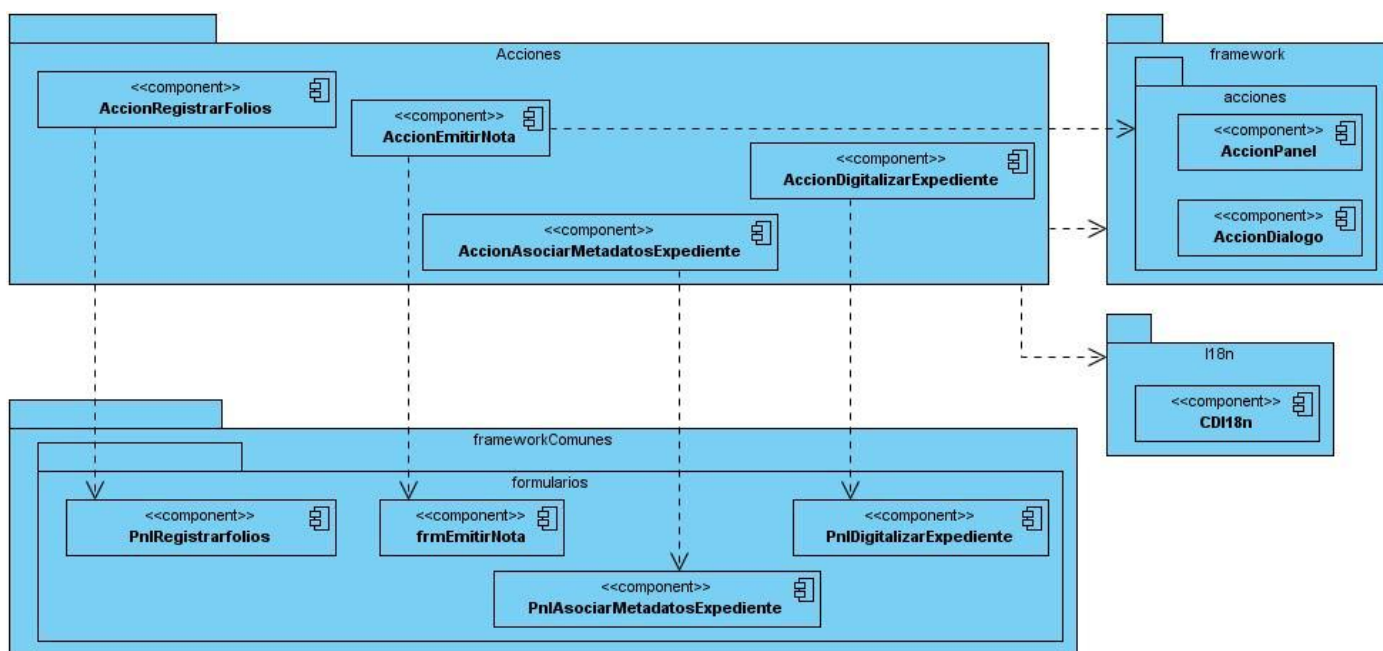 Acciones
<<component>>
AccionRegistrarFolios
<<component>>
AccionEmitirNota
<<component>>
AccionDigitalizarExpediente
<<component>>
AccionAsociarMetadatosExpediente
framework
acciones
<<component>>
AccionPanel
<<component>>
AccionDialogo
I18n
<<component>>
CDI18n
frameworkComunes
formularios
<<component>>
PnlRegistrarfolios
<<component>>
frmEmitirNota
<<component>>
PnlDigitalizarExpediente
<<component>>
PnlAsociarMetadatosExpediente